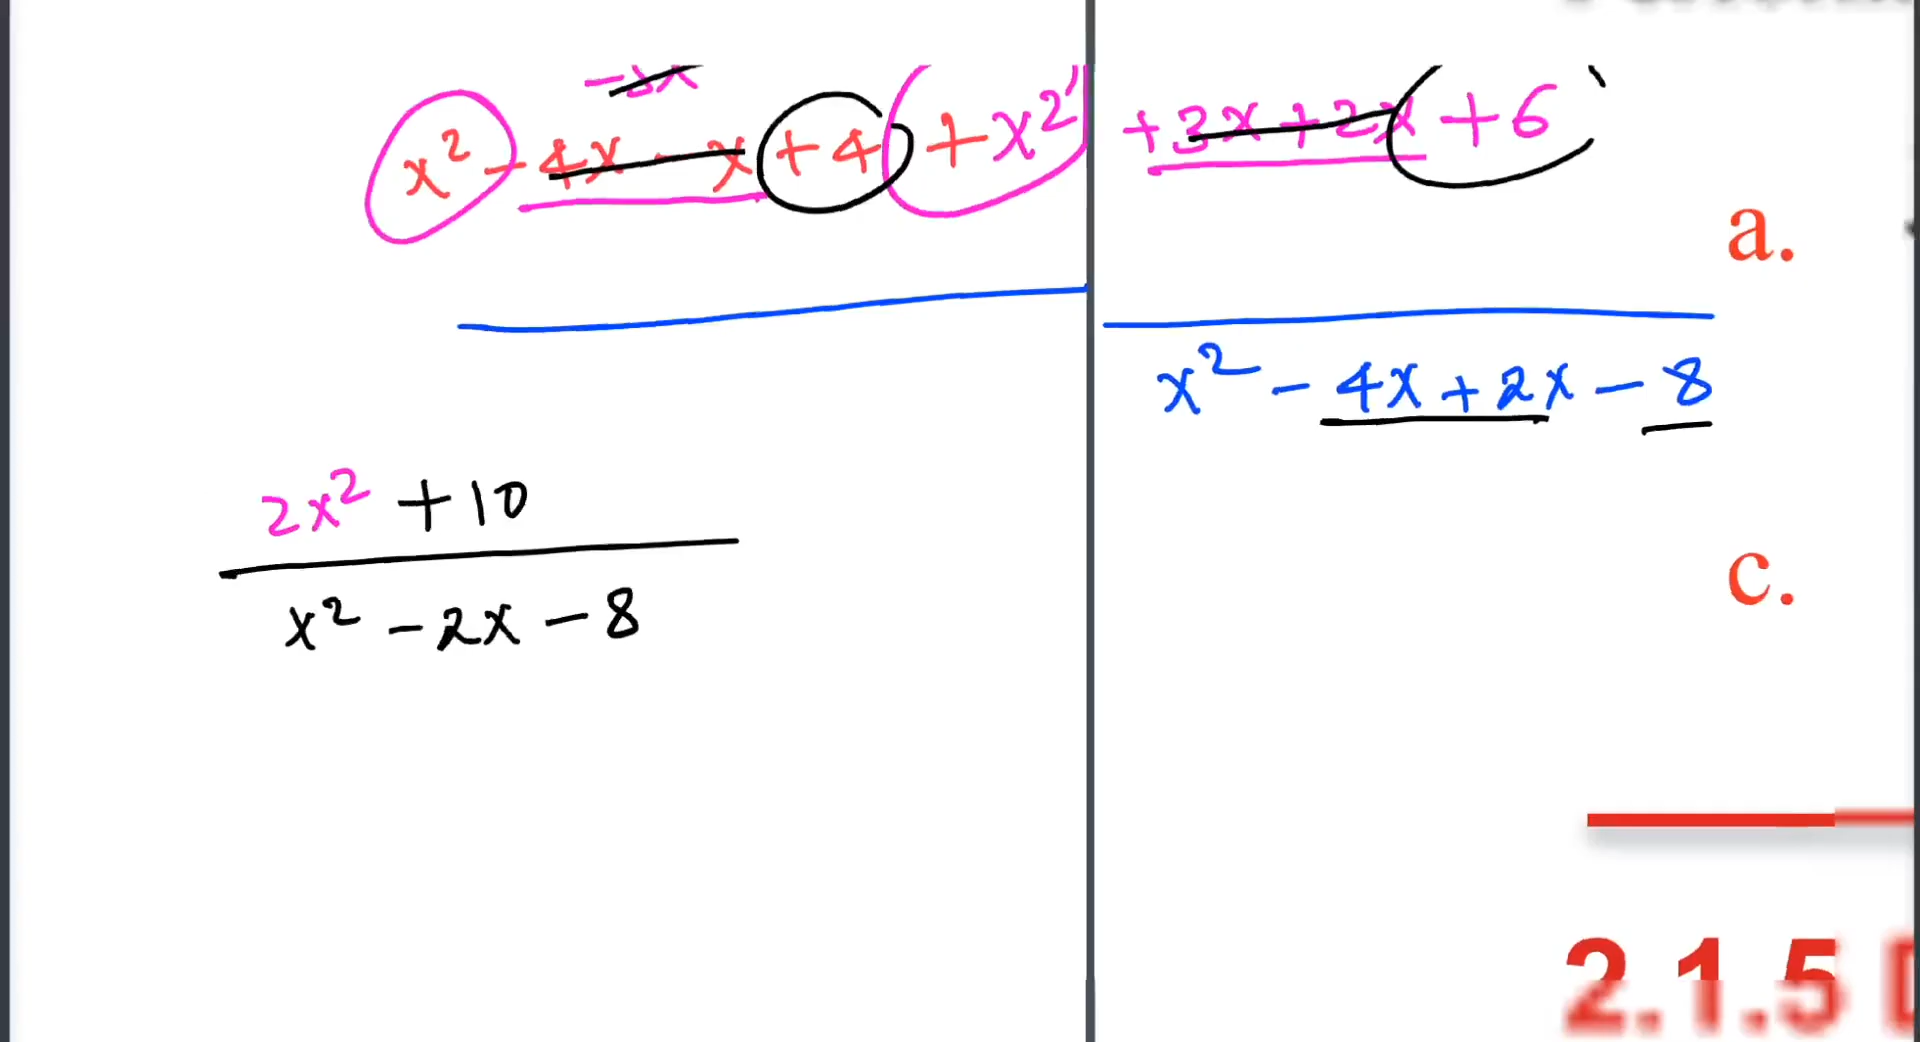 -5x
x² - 4x - x + 4 + x² + 3x + 2x + 6
a.
x² - 4x + 2x - 8
2x² + 10
x² - 2x - 8
c.
2.1.5